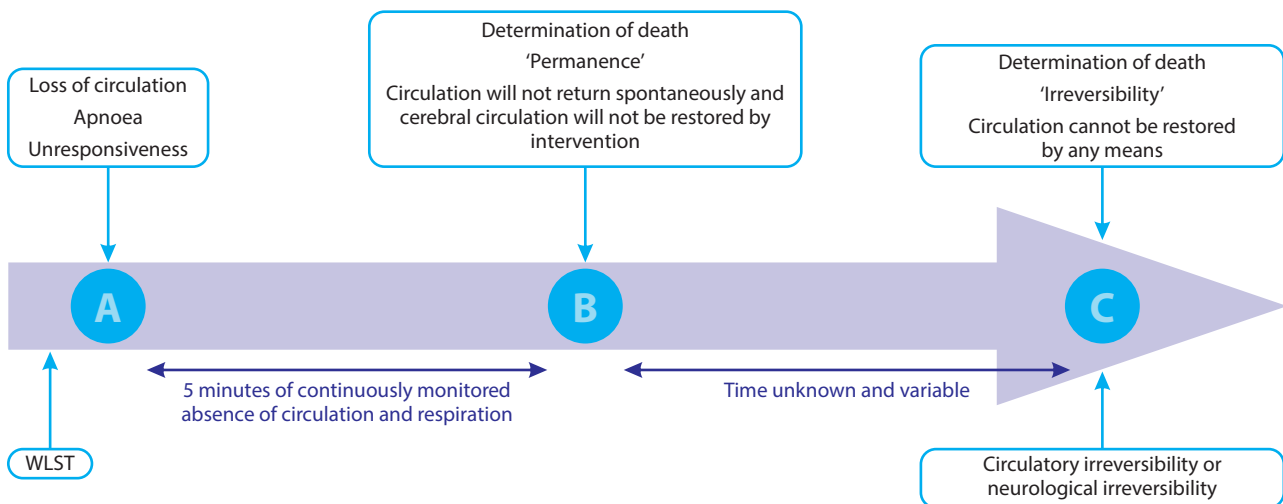 Loss of circulation
Apnoea
Unresponsiveness
Determination of death
‘Permanence’
Circulation will not return spontaneously and
cerebral circulation will not be restored by
intervention
Determination of death
‘Irreversibility’
Circulation cannot be restored
by any means
A
B
C
5 minutes of continuously monitored
absence of circulation and respiration
Time unknown and variable
WLST
Circulatory irreversibility or
neurological irreversibility